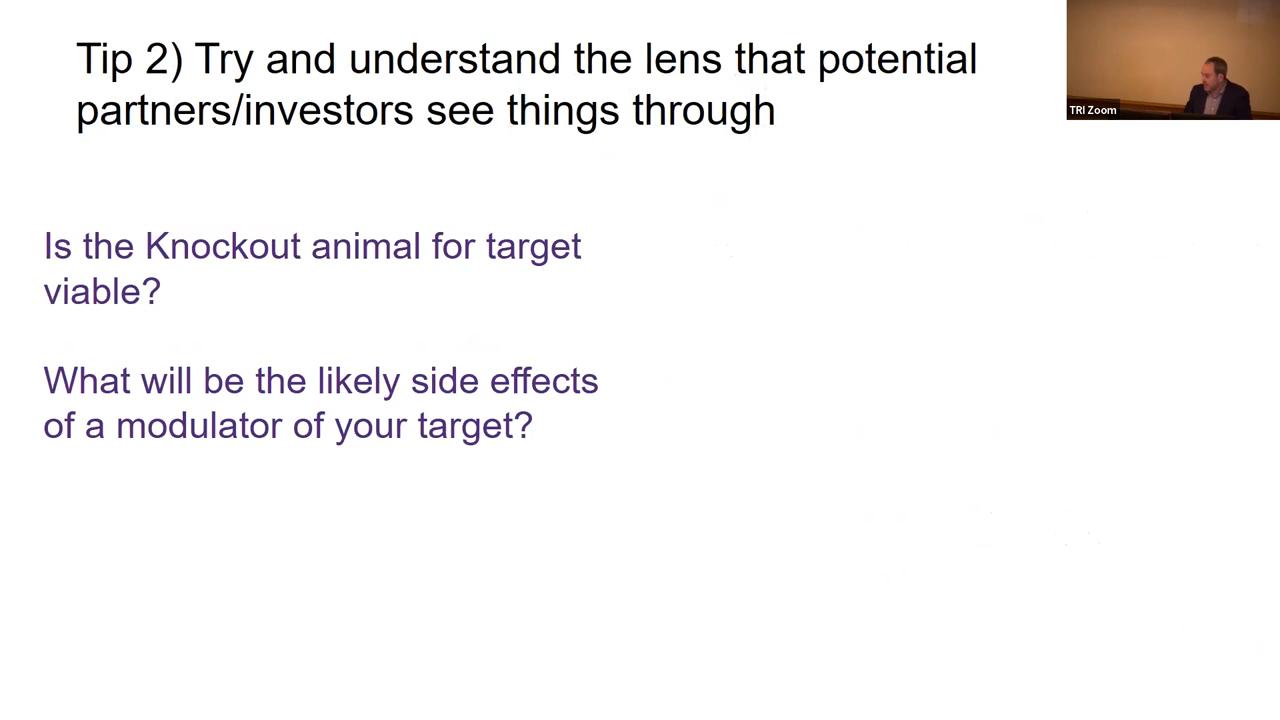 Tip 2) Try and understand the lens that potential
partners/investors see things through
TRI Zoom
Is the Knockout animal for target
viable?
What will be the likely side effects
of a modulator of your target?